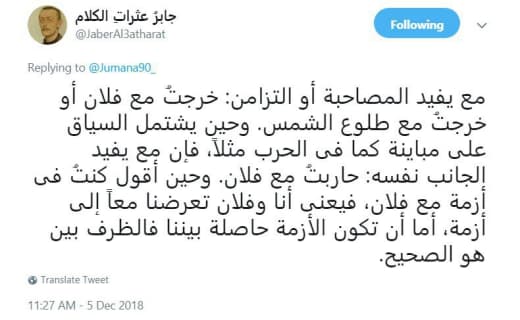 جابرُ عثراتِ الكلام
@JaberAl3atharat
Following
Replying to @Jumana90_
مع يفيد المصاحبة أو التزامن: خرجتُ مع فلان أو
خرجتُ مع طلوع الشمس. وحين يشتمل السياق
على مباينة كما فى الحرب مثلاً، فإن مع يفيد
الجانب نفسه: حاربتُ مع فلان. وحين أقول كنتُ فى
أزمة مع فلان، فيعنى أنا وفلان تعرضنا معاً إلى
أزمة، أما أن تكون الأزمة حاصلة بيننا فالظرف بين
هو الصحيح.
Translate Tweet
11:27 AM - 5 Dec 2018